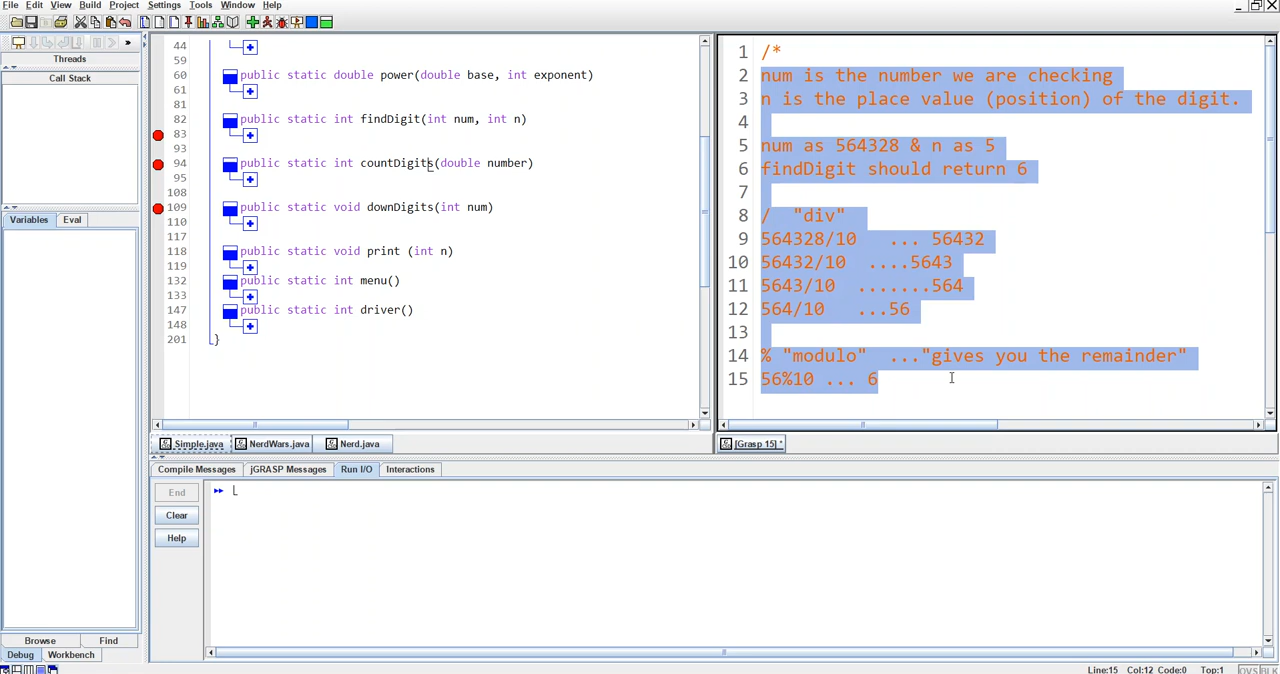 File Edit View Build Project Settings Tools Window Help
Threads
Call Stack
Variables Eval
Browse Find
Debug Workbench
44
59
60 public static double power(double base, int exponent)
61
81
82 public static int findDigit(int num, int n)
83
93
94 public static int countDigits(double number)
95
108
109 public static void downDigits(int num)
110
117
118 public static void print (int n)
119
132 public static int menu()
133
147 public static int driver()
148
201 }
Simple.java NerdWars.java Nerd.java
1 /*
2 num is the number we are checking
3 n is the place value (position) of the digit.
4
5 num as 564328 & n as 5
6 findDigit should return 6
7
8 / "div"
9 564328/10 ... 56432
10 56432/10 ....5643
11 5643/10 .......564
12 564/10 ...56
13
14 % "modulo" ..."gives you the remainder"
15 56%10 ... 6
[Grasp 15] *
Compile Messages jGRASP Messages Run I/O Interactions
End
Clear
Help
Line:15 Col:12 Code:0 Top:1 OVS BLK